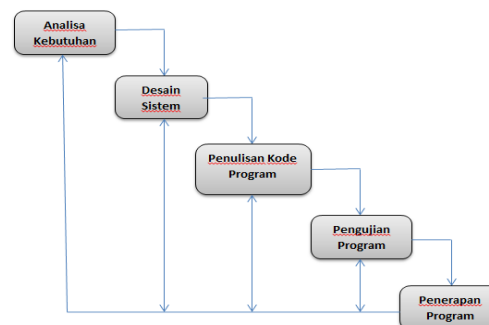 Analisa
Kebutuhan
Desain
Sistem
Penulisan Kode
Program
Pengujian
Program
Penerapan
Program